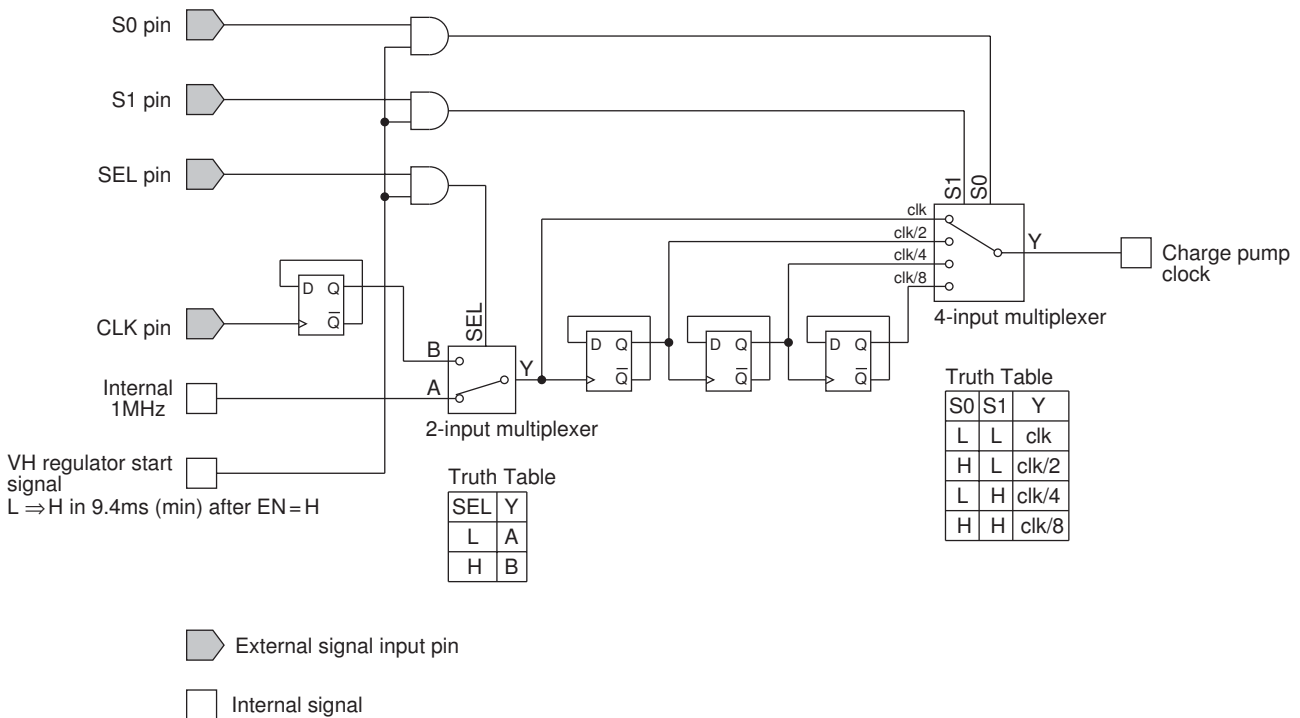 S0 pin
S1 pin
SEL pin
S1
S0
clk
clk/2
clk/4
clk/8
Y
Charge pump
clock
4-input multiplexer
D Q
Q̅
CLK pin
SEL
B
A
Y
D Q
Q̅
D Q
Q̅
D Q
Q̅
Internal
1MHz
2-input multiplexer
VH regulator start
signal
L ⇒H in 9.4ms (min) after EN=H
Truth Table
SEL Y
L A
H B
Truth Table
S0 S1 Y
L L clk
H L clk/2
L H clk/4
H H clk/8
External signal input pin
Internal signal